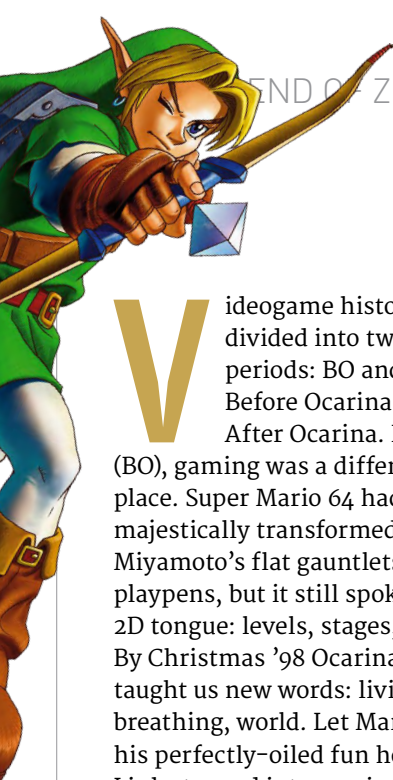 END OF Z
Videogame histo
divided into tw
periods: BO and
Before Ocarina
After Ocarina.
(BO), gaming was a differ
place. Super Mario 64 had
majestically transformed
Miyamoto's flat gauntlets
playpens, but it still spok
2D tongue: levels, stages,
By Christmas '98 Ocarina
taught us new words: livi
breathing, world. Let Mar
his perfectly-oiled fun ho